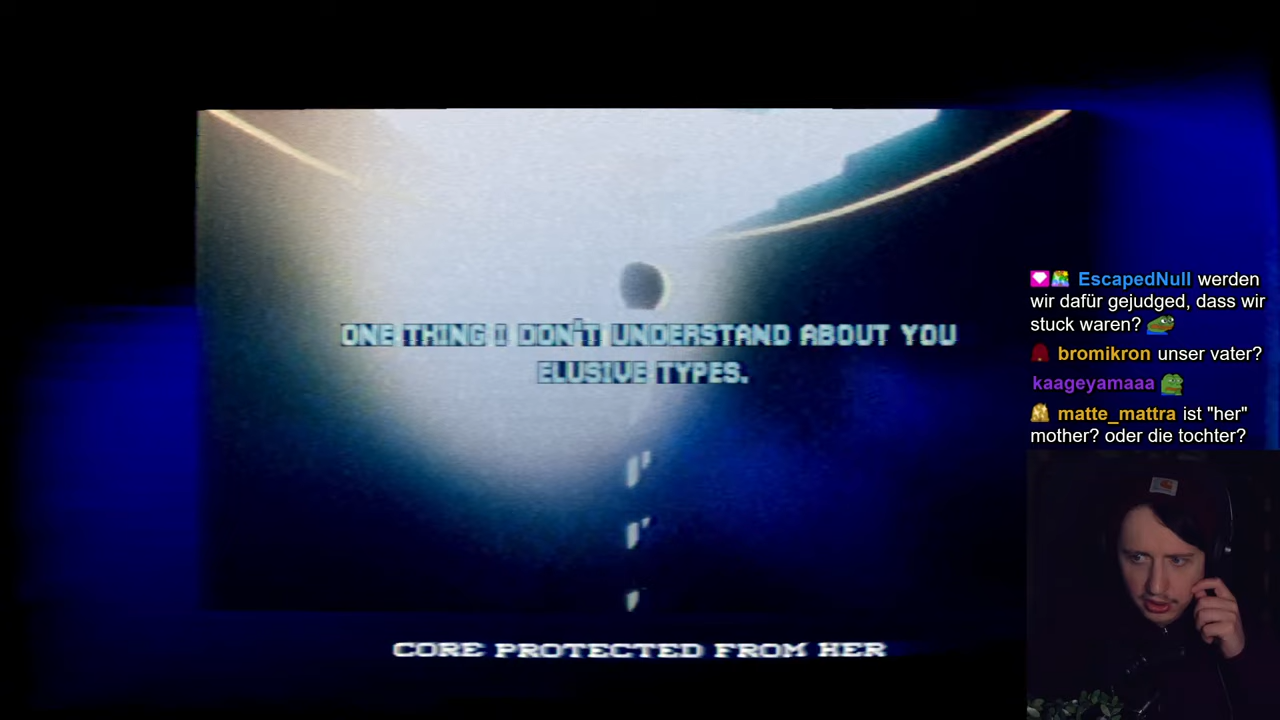 ONE THING I DON'T UNDERSTAND ABOUT YOU
ELUSIVE TYPES.
CORE PROTECTED FROM HER
EscapedNull werden
wir dafür gejudged, dass wir
stuck waren?
bromikron unser vater?
kaageyamaaa
matte_mattra ist "her"
mother? oder die tochter?